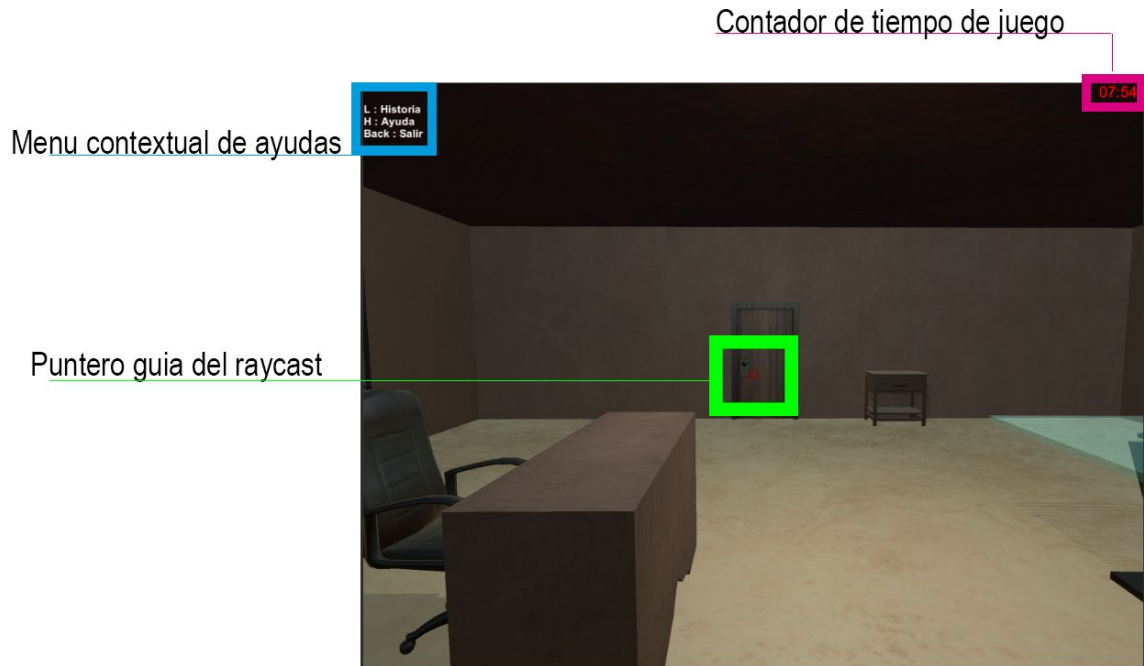 Contador de tiempo de juego
07:54
L : Historia
H : Ayuda
Back : Salir
Menu contextual de ayudas
Puntero guia del raycast